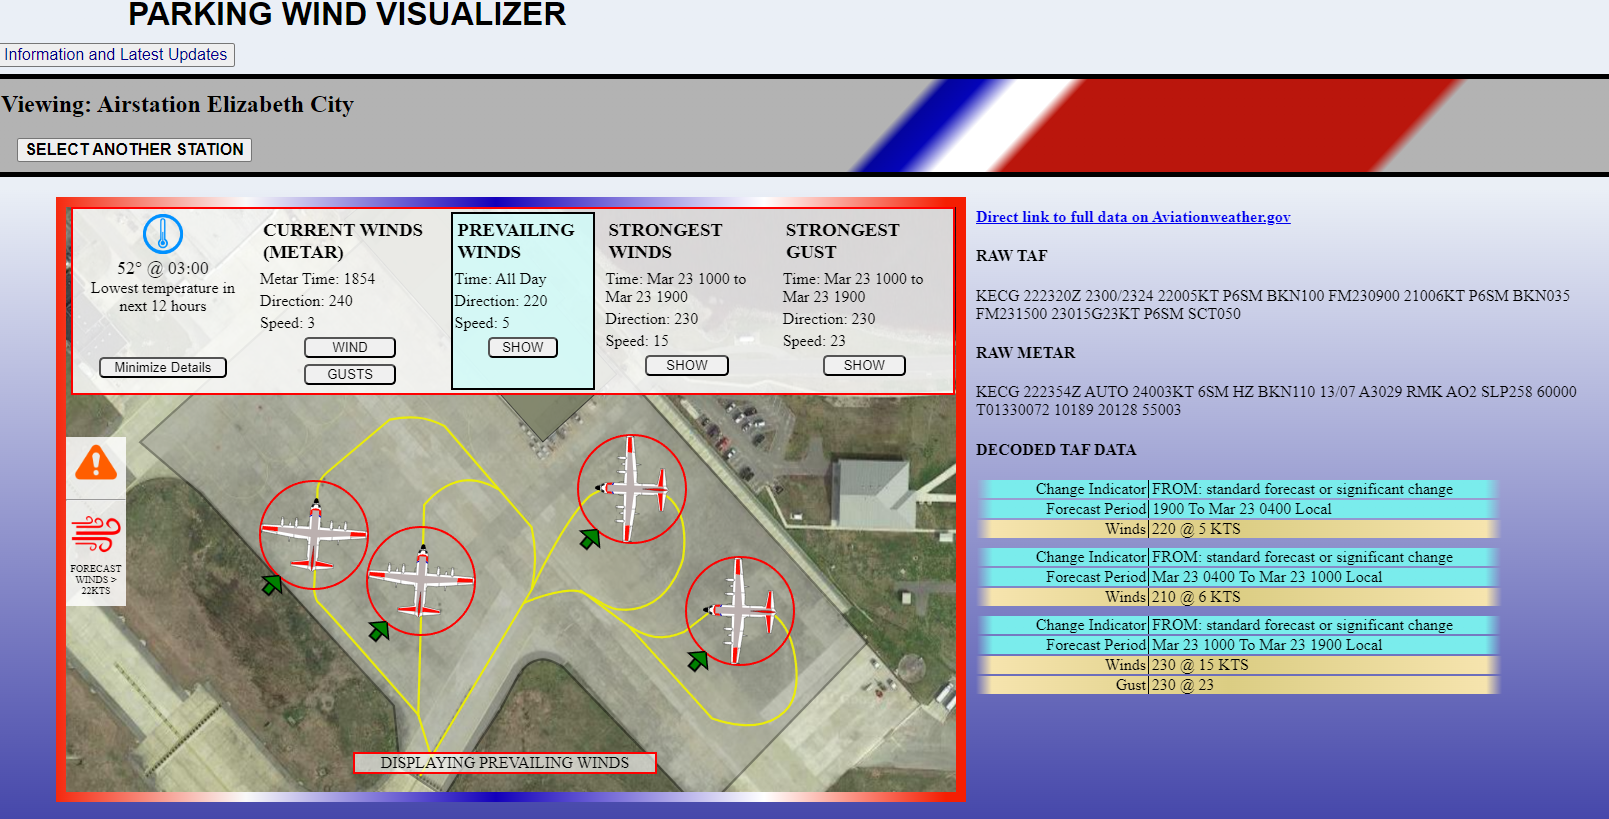 PARKING WIND VISUALIZER
Information and Latest Updates
Viewing: Airstation Elizabeth City
SELECT ANOTHER STATION
52° @ 03:00
Lowest temperature in
next 12 hours
Minimize Details
CURRENT WINDS
(METAR)
Metar Time: 1854
Direction: 240
Speed: 3
WIND
GUSTS
PREVAILING
WINDS
Time: All Day
Direction: 220
Speed: 5
SHOW
STRONGEST
WINDS
Time: Mar 23 1000 to
Mar 23 1900
Direction: 230
Speed: 15
SHOW
STRONGEST
GUST
Time: Mar 23 1000 to
Mar 23 1900
Direction: 230
Speed: 23
SHOW
FORECAST
WINDS >
22KTS
DISPLAYING PREVAILING WINDS
Direct link to full data on Aviationweather.gov
RAW TAF
KECG 222320Z 2300/2324 22005KT P6SM BKN100 FM230900 21006KT P6SM BKN035
FM231500 23015G23KT P6SM SCT050
RAW METAR
KECG 222354Z AUTO 24003KT 6SM HZ BKN110 13/07 A3029 RMK AO2 SLP258 60000
T01330072 10189 20128 55003
DECODED TAF DATA
Change Indicator FROM: standard forecast or significant change
Forecast Period 1900 To Mar 23 0400 Local
Winds 220 @ 5 KTS
Change Indicator FROM: standard forecast or significant change
Forecast Period Mar 23 0400 To Mar 23 1000 Local
Winds 210 @ 6 KTS
Change Indicator FROM: standard forecast or significant change
Forecast Period Mar 23 1000 To Mar 23 1900 Local
Winds 230 @ 15 KTS
Gust 230 @ 23